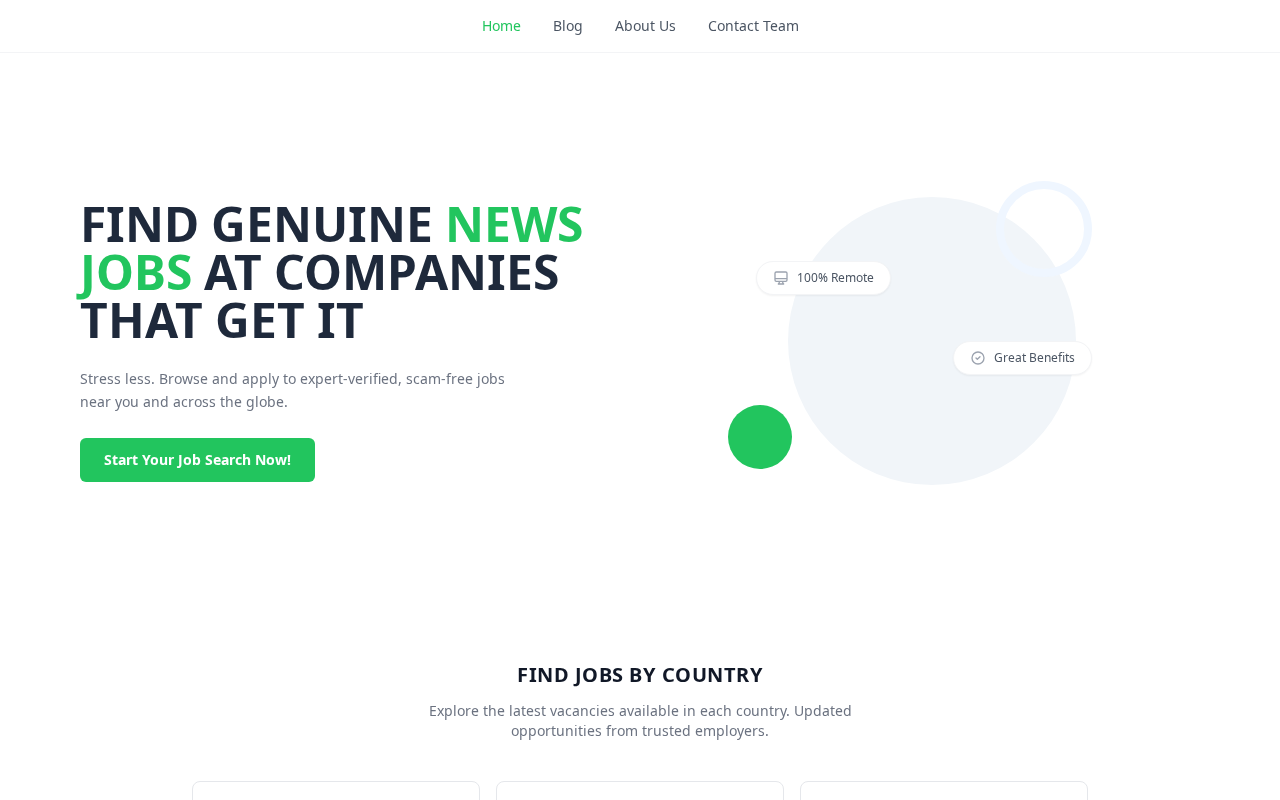 Home Blog About Us Contact Team
FIND GENUINE NEWS
JOBS AT COMPANIES
THAT GET IT
Stress less. Browse and apply to expert-verified, scam-free jobs
near you and across the globe.
Start Your Job Search Now!
100% Remote
Great Benefits
FIND JOBS BY COUNTRY
Explore the latest vacancies available in each country. Updated
opportunities from trusted employers.